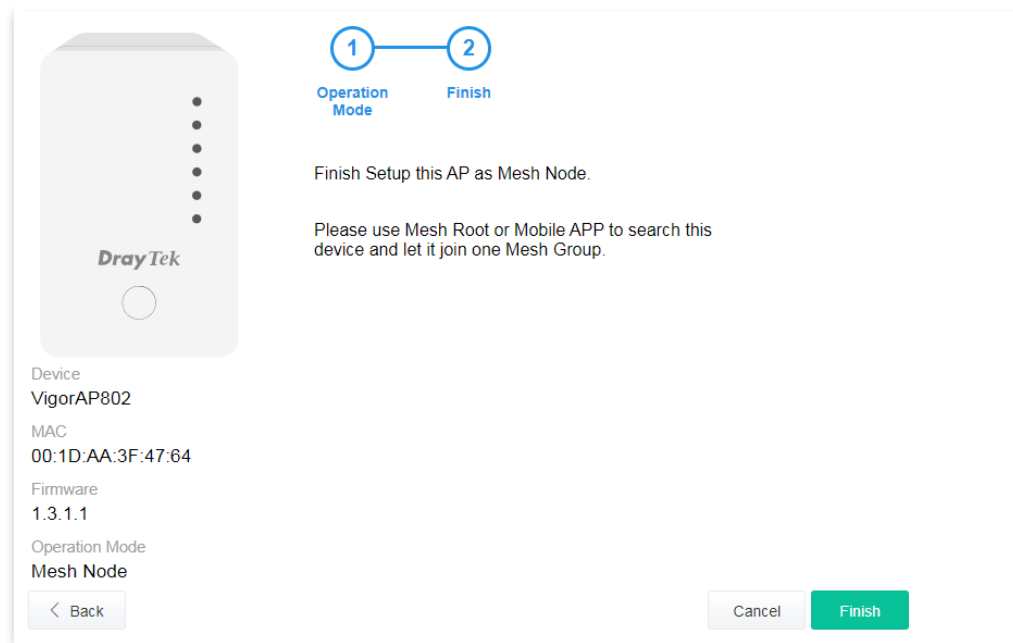 1
2
Operation
Mode
Finish
Finish Setup this AP as Mesh Node.
Please use Mesh Root or Mobile APP to search this
device and let it join one Mesh Group.
DrayTek
Device
VigorAP802
MAC
00:1D:AA:3F:47:64
Firmware
1.3.1.1
Operation Mode
Mesh Node
Back
Cancel
Finish